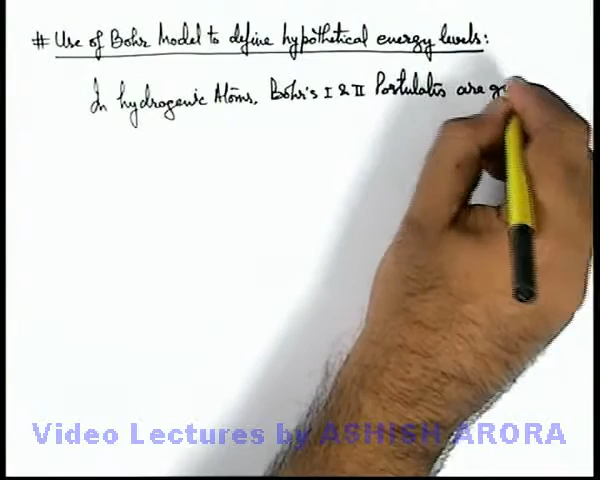 # Use of Bohr Model to define hypothetical energy levels:
In hydrogenic Atoms, Bohr's I & II Postulates are
Video Lectures by ASHISH ARORA